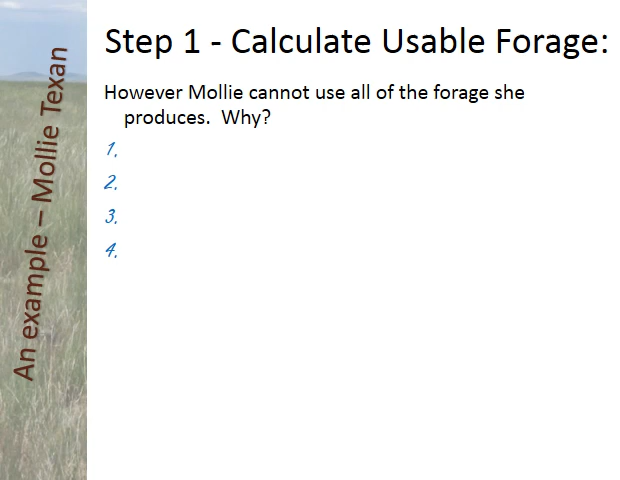 Step 1 - Calculate Usable Forage:
However Mollie cannot use all of the forage she
produces.  Why?
1.
2.
3.
4.
An example – Mollie Texan